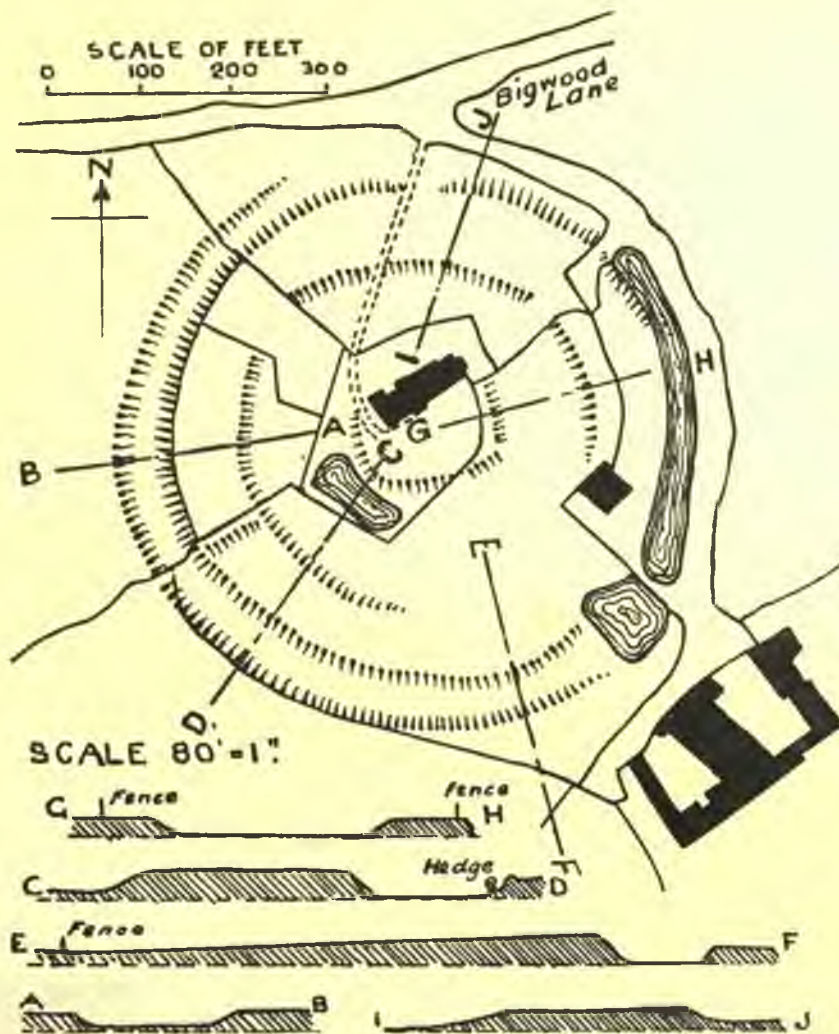 SCALE OF FEET
0 100 200 300
Bigwood
Lane
J
N
I
H
A
G
C
B
E
D.
F
SCALE 80'=1".
G Fence Fence H
C Hedge D
E Fence F
A B I J